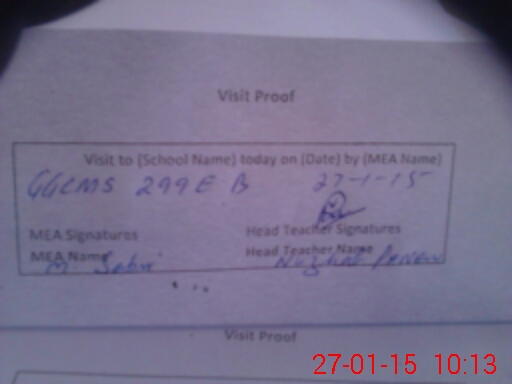 Visit Proof
Visit to (School Name) today on (Date) by (MEA Name)
GGCMS 299 E B 27-1-15
MEA Signatures Head Teacher Signatures
MEA Name Head Teacher Name
M. Sabir Nuzhat
Visit Proof
27-01-15 10:13